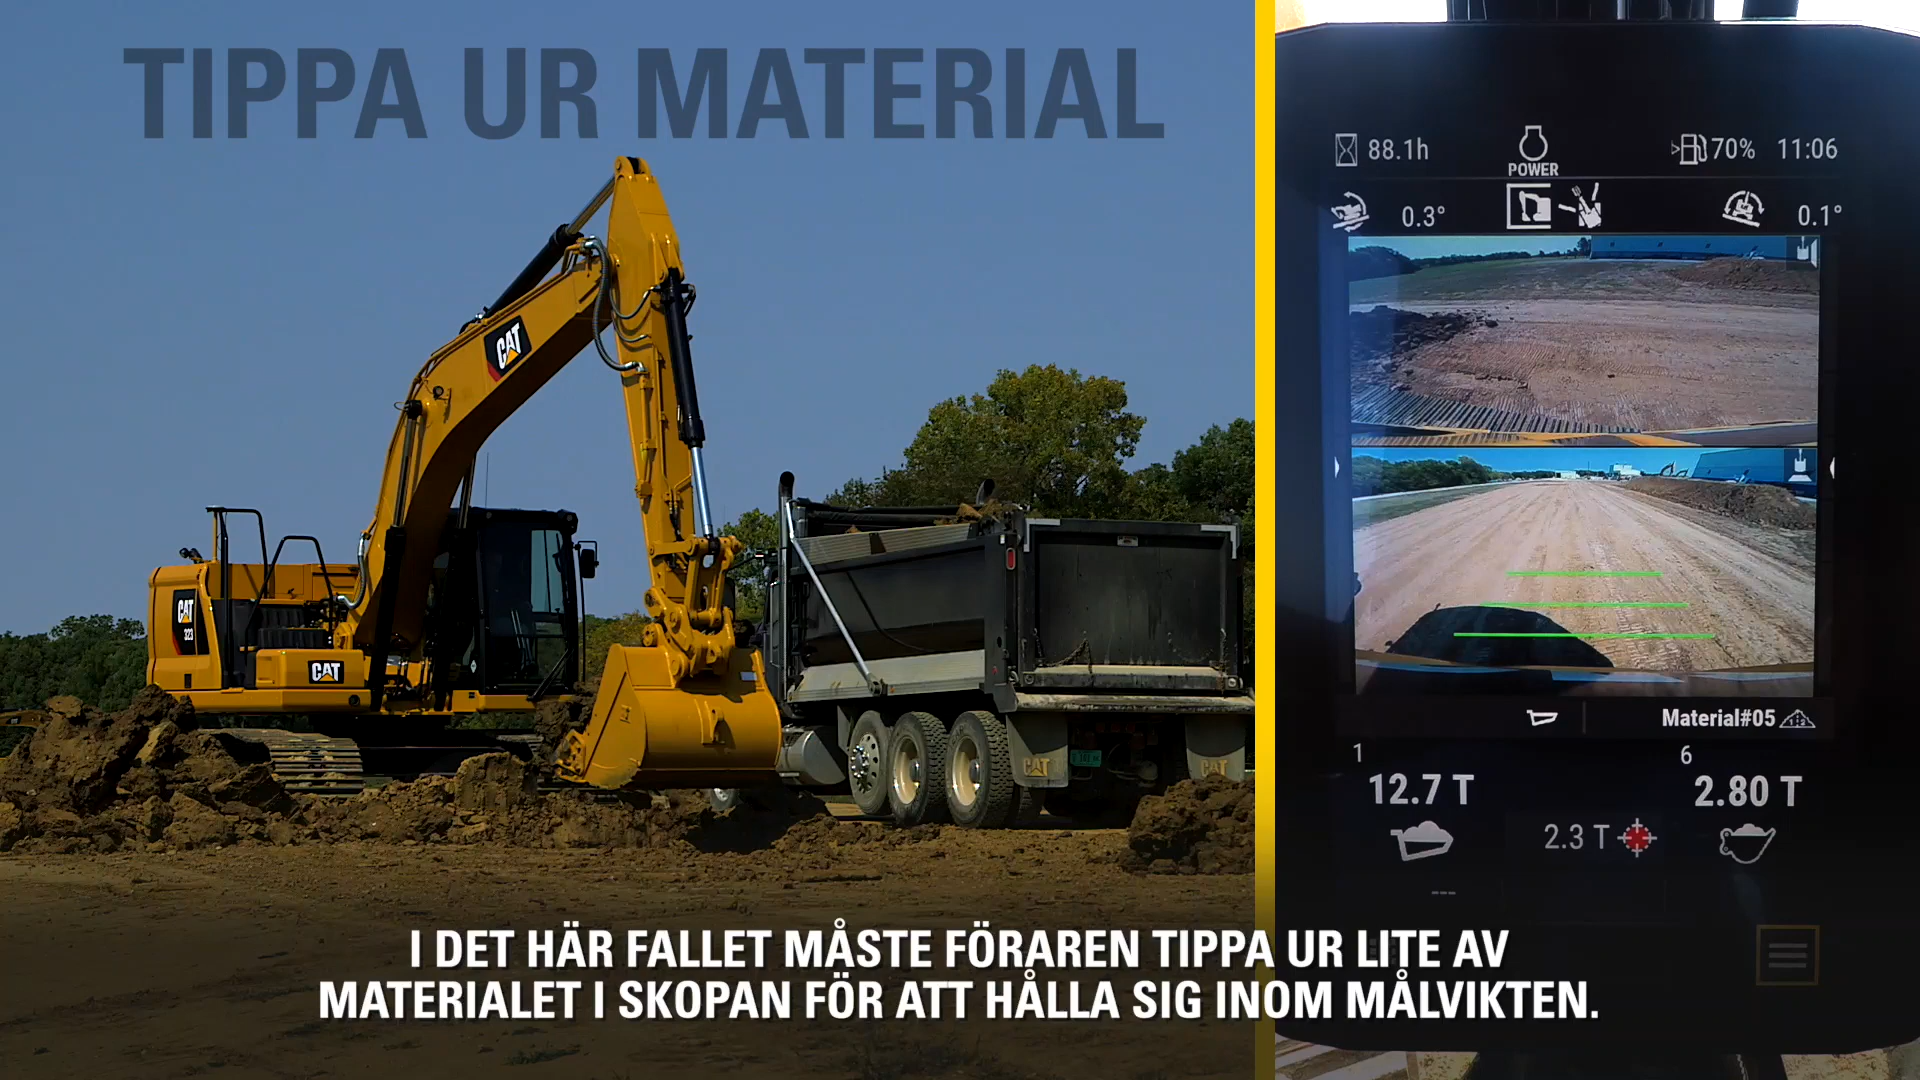 TIPPA UR MATERIAL
CAT
CAT
323
CAT
CAT
CAT
88.1h
POWER
70%
11:06
0.3°
0.1°
Material#05
1
12.7 T
6
2.80 T
2.3 T
---
I DET HÄR FALLET MÅSTE FÖRAREN TIPPA UR LITE AV
MATERIALET I SKOPAN FÖR ATT HÅLLA SIG INOM MÅLVIKTEN.